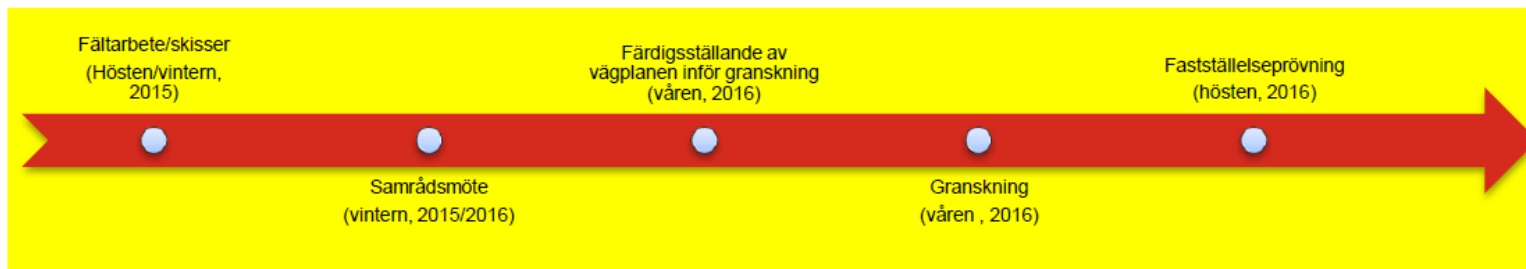 Fältarbete/skisser
(Hösten/vintern,
2015)
Samrådsmöte
(vintern, 2015/2016)
Färdigsställande av
vägplanen inför granskning
(våren, 2016)
Granskning
(våren , 2016)
Fastställelseprövning
(hösten, 2016)